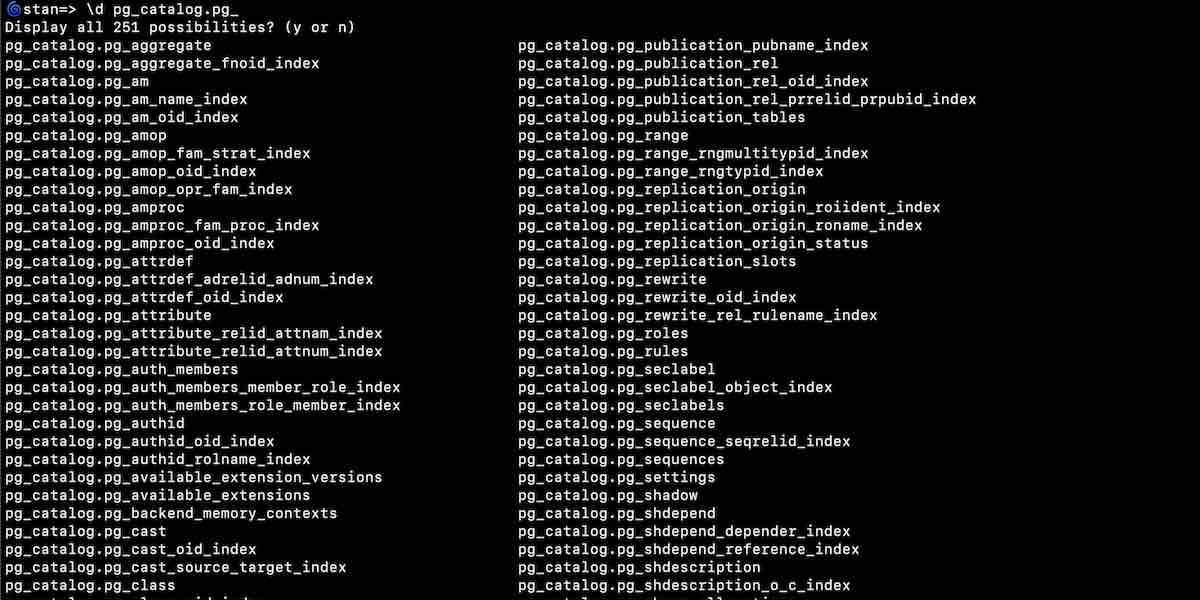 🌀stan=> \d pg_catalog.pg_
Display all 251 possibilities? (y or n)
pg_catalog.pg_aggregate pg_catalog.pg_publication_pubname_index
pg_catalog.pg_aggregate_fnoid_index pg_catalog.pg_publication_rel
pg_catalog.pg_am pg_catalog.pg_publication_rel_oid_index
pg_catalog.pg_am_name_index pg_catalog.pg_publication_rel_prrelid_prpubid_index
pg_catalog.pg_am_oid_index pg_catalog.pg_publication_tables
pg_catalog.pg_amop pg_catalog.pg_range
pg_catalog.pg_amop_fam_strat_index pg_catalog.pg_range_rngmultitypid_index
pg_catalog.pg_amop_oid_index pg_catalog.pg_range_rngtypid_index
pg_catalog.pg_amop_opr_fam_index pg_catalog.pg_replication_origin
pg_catalog.pg_amproc pg_catalog.pg_replication_origin_roiident_index
pg_catalog.pg_amproc_fam_proc_index pg_catalog.pg_replication_origin_roname_index
pg_catalog.pg_amproc_oid_index pg_catalog.pg_replication_origin_status
pg_catalog.pg_attrdef pg_catalog.pg_replication_slots
pg_catalog.pg_attrdef_adrelid_adnum_index pg_catalog.pg_rewrite
pg_catalog.pg_attrdef_oid_index pg_catalog.pg_rewrite_oid_index
pg_catalog.pg_attribute pg_catalog.pg_rewrite_rel_rulename_index
pg_catalog.pg_attribute_relid_attnam_index pg_catalog.pg_roles
pg_catalog.pg_attribute_relid_attnum_index pg_catalog.pg_rules
pg_catalog.pg_auth_members pg_catalog.pg_seclabel
pg_catalog.pg_auth_members_member_role_index pg_catalog.pg_seclabel_object_index
pg_catalog.pg_auth_members_role_member_index pg_catalog.pg_seclabels
pg_catalog.pg_authid pg_catalog.pg_sequence
pg_catalog.pg_authid_oid_index pg_catalog.pg_sequence_seqrelid_index
pg_catalog.pg_authid_rolname_index pg_catalog.pg_sequences
pg_catalog.pg_available_extension_versions pg_catalog.pg_settings
pg_catalog.pg_available_extensions pg_catalog.pg_shadow
pg_catalog.pg_backend_memory_contexts pg_catalog.pg_shdepend
pg_catalog.pg_cast pg_catalog.pg_shdepend_depender_index
pg_catalog.pg_cast_oid_index pg_catalog.pg_shdepend_reference_index
pg_catalog.pg_cast_source_target_index pg_catalog.pg_shdescription
pg_catalog.pg_class pg_catalog.pg_shdescription_o_c_index